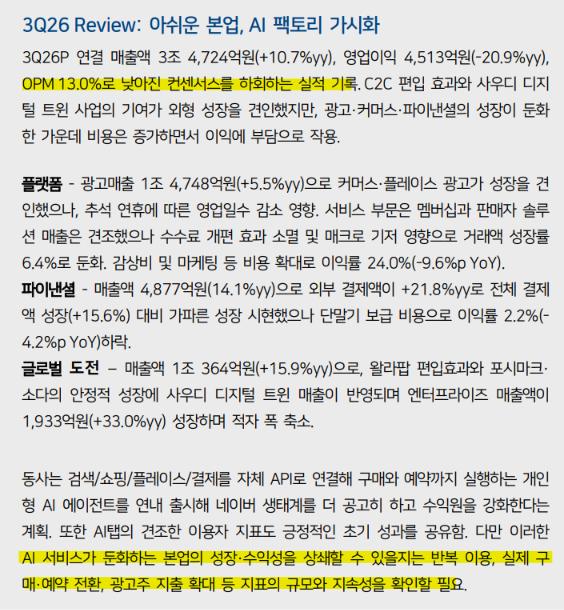 3Q26 Review: 아쉬운 본업, AI 팩토리 가시화
3Q26P 연결 매출액 3조 4,724억원(+10.7%yy), 영업이익 4,513억원(-20.9%yy),
OPM 13.0%로 낮아진 컨센서스를 하회하는 실적 기록. C2C 편입 효과와 사우디 디지
털 트윈 사업의 기여가 외형 성장을 견인했지만, 광고·커머스·파이낸셜의 성장이 둔화
한 가운데 비용은 증가하면서 이익에 부담으로 작용.
플랫폼 - 광고매출 1조 4,748억원(+5.5%yy)으로 커머스·플레이스 광고가 성장을 견
인했으나, 추석 연휴에 따른 영업일수 감소 영향. 서비스 부문은 멤버십과 판매자 솔루
션 매출은 견조했으나 수수료 개편 효과 소멸 및 매크로 기저 영향으로 거래액 성장률
6.4%로 둔화. 감상비 및 마케팅 등 비용 확대로 이익률 24.0%(-9.6%p YoY).
파이낸셜 - 매출액 4,877억원(14.1%yy)으로 외부 결제액이 +21.8%yy로 전체 결제
액 성장(+15.6%) 대비 가파른 성장 시현했으나 단말기 보급 비용으로 이익률 2.2%(-
4.2%p YoY)하락.
글로벌 도전 – 매출액 1조 364억원(+15.9%yy)으로, 왈라팝 편입효과와 포시마크·
소다의 안정적 성장에 사우디 디지털 트윈 매출이 반영되며 엔터프라이즈 매출액이
1,933억원(+33.0%yy) 성장하며 적자 폭 축소.
동사는 검색/쇼핑/플레이스/결제를 자체 API로 연결해 구매와 예약까지 실행하는 개인
형 AI 에이전트를 연내 출시해 네이버 생태계를 더 공고히 하고 수익원을 강화한다는
계획. 또한 AI탭의 견조한 이용자 지표도 긍정적인 초기 성과를 공유함. 다만 이러한
AI 서비스가 둔화하는 본업의 성장·수익성을 상쇄할 수 있을지는 반복 이용, 실제 구
매·예약 전환, 광고주 지출 확대 등 지표의 규모와 지속성을 확인할 필요.